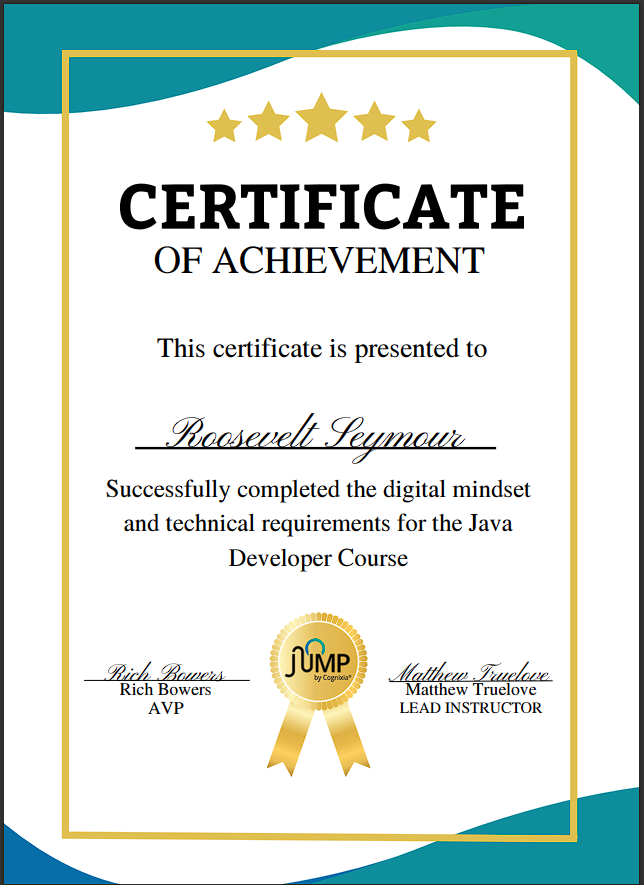 CERTIFICATE
OF ACHIEVEMENT
This certificate is presented to
Roosevelt Seymour
Successfully completed the digital mindset
and technical requirements for the Java
Developer Course
JUMP
by Cognixia®
Rich Bowers
Rich Bowers
AVP
Matthew Truelove
Matthew Truelove
LEAD INSTRUCTOR